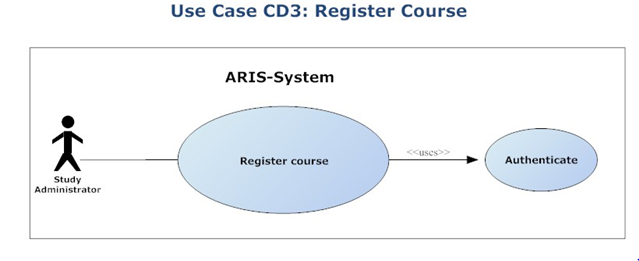 Use Case CD3: Register Course
ARIS-System
Register course
<<uses>>
Authenticate
Study
Administrator